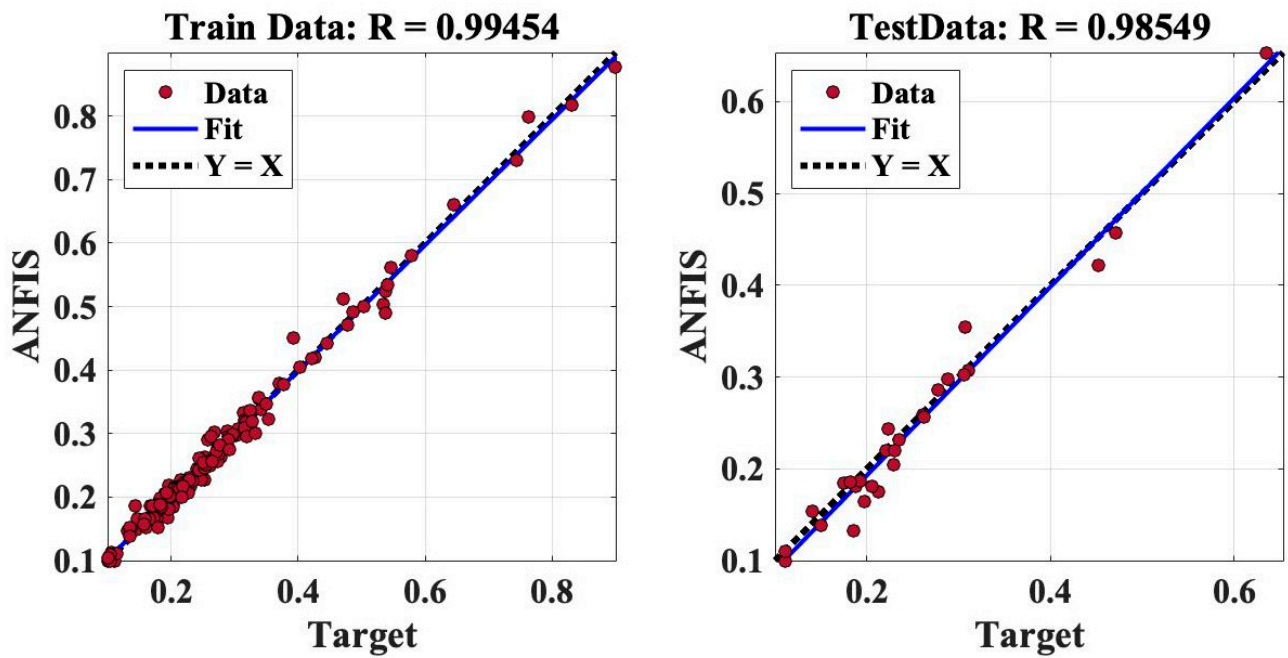 Train Data: R = 0.99454
Data
Fit
Y = X
0.8
0.7
0.6
0.5
0.4
0.3
0.2
0.1
ANFIS
0.2
0.4
0.6
0.8
Target
TestData: R = 0.98549
Data
Fit
Y = X
0.6
0.5
0.4
0.3
0.2
0.1
ANFIS
0.2
0.4
0.6
Target